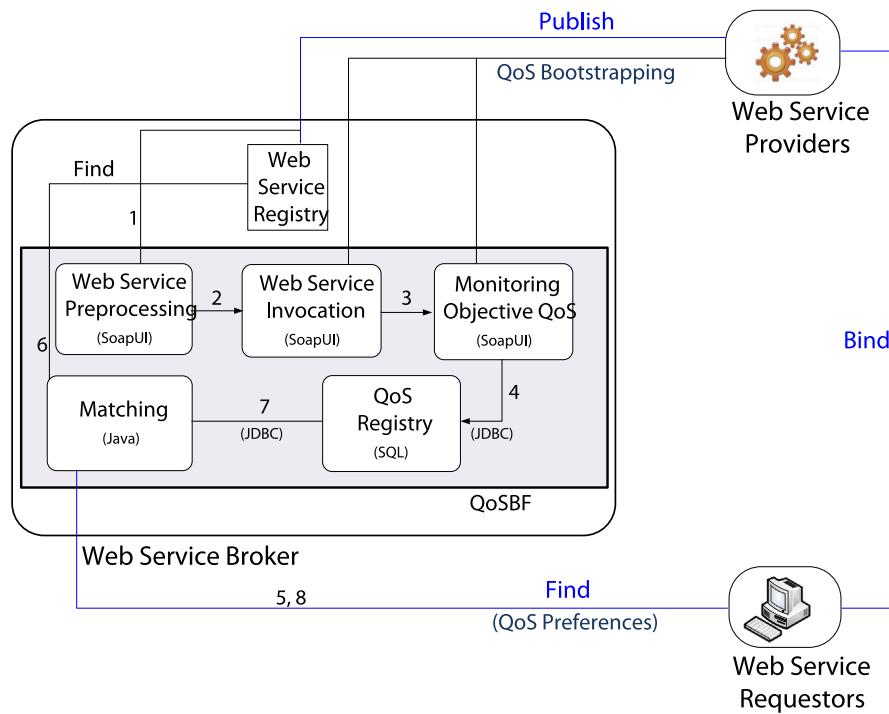 Publish
QoS Bootstrapping
Web Service
Providers
Find
Web
Service
Registry
1
Web Service
Preprocessing
(SoapUI)
2
Web Service
Invocation
(SoapUI)
3
Monitoring
Objective QoS
(SoapUI)
6
Bind
Matching
(Java)
7
(JDBC)
QoS
Registry
(SQL)
4
(JDBC)
QoSBF
Web Service Broker
5, 8
Find
(QoS Preferences)
Web Service
Requestors